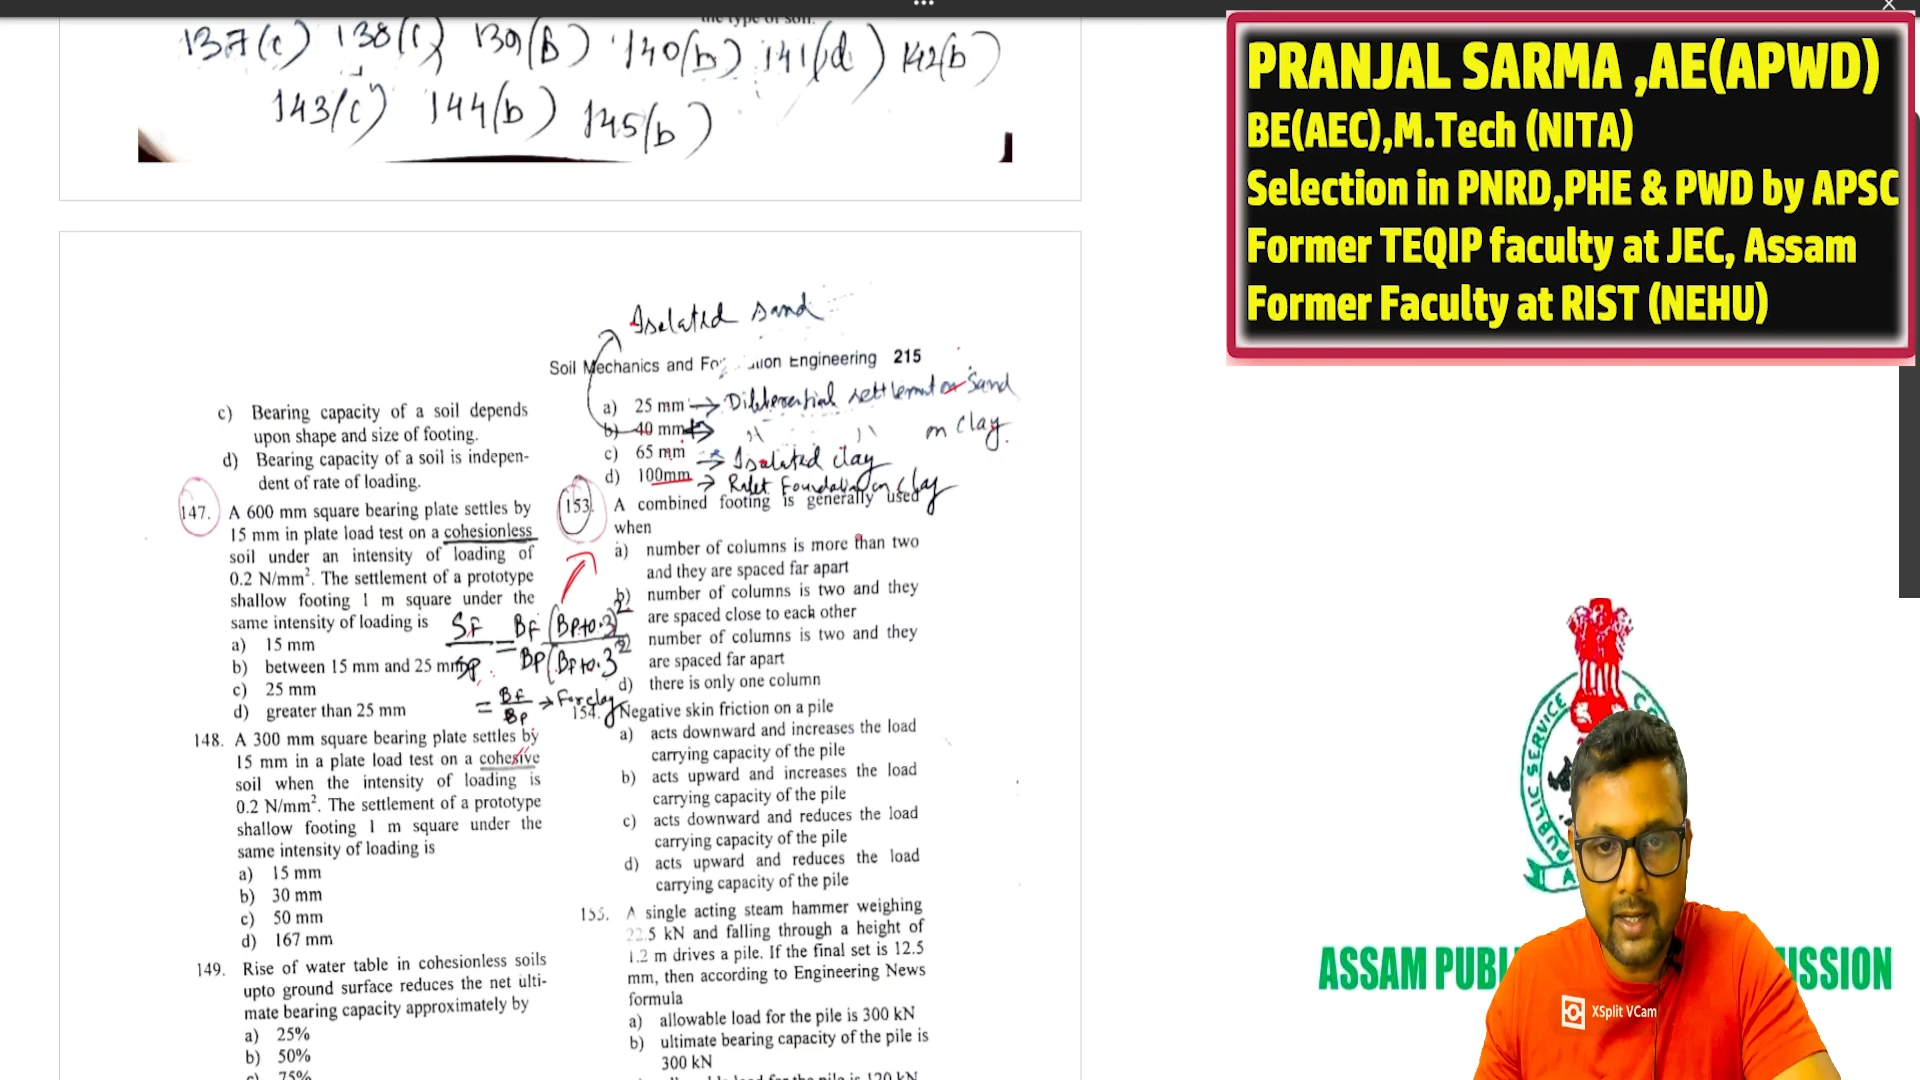 the type of soil.
137(c) 138(c) 139(b) 140(b) 141(d) 142(b)
143(c) 144(b) 145(b)
PRANJAL SARMA ,AE(APWD)
BE(AEC),M.Tech (NITA)
Selection in PNRD,PHE & PWD by APSC
Former TEQIP faculty at JEC, Assam
Former Faculty at RIST (NEHU)
Isolated sand
Soil Mechanics and Engineering 215
c) Bearing capacity of a soil depends
upon shape and size of footing.
d) Bearing capacity of a soil is indepen-
dent of rate of loading.
147. A 600 mm square bearing plate settles by
15 mm in plate load test on a cohesionless
soil under an intensity of loading of
0.2 N/mm². The settlement of a prototype
shallow footing 1 m square under the
same intensity of loading is
a) 15 mm
b) between 15 mm and 25 mm
c) 25 mm
d) greater than 25 mm
SF/SP = BF (BP+0.3)²/BP (BF+0.3)²
= BF/BP → For clay
148. A 300 mm square bearing plate settles by
15 mm in a plate load test on a cohesive
soil when the intensity of loading is
0.2 N/mm². The settlement of a prototype
shallow footing 1 m square under the
same intensity of loading is
a) 15 mm
b) 30 mm
c) 50 mm
d) 167 mm
149. Rise of water table in cohesionless soils
upto ground surface reduces the net ulti-
mate bearing capacity approximately by
a) 25%
b) 50%
c) 75%
a) 25 mm → settlement Sand
b) 40 mm → " " on clay.
c) 65 mm → Isolated clay
d) 100mm → Raft Foundation on clay
153. A combined footing is generally used
when
a) number of columns is more than two
and they are spaced far apart
b) number of columns is two and they
are spaced close to each other
c) number of columns is two and they
are spaced far apart
d) there is only one column
154. Negative skin friction on a pile
a) acts downward and increases the load
carrying capacity of the pile
b) acts upward and increases the load
carrying capacity of the pile
c) acts downward and reduces the load
carrying capacity of the pile
d) acts upward and reduces the load
carrying capacity of the pile
155. A single acting steam hammer weighing
22.5 kN and falling through a height of
1.2 m drives a pile. If the final set is 12.5
mm, then according to Engineering News
formula
a) allowable load for the pile is 300 kN
b) ultimate bearing capacity of the pile is
300 kN
PUBLIC SERVICE
ASSAM PUBL
ISSION
XSplit VCam